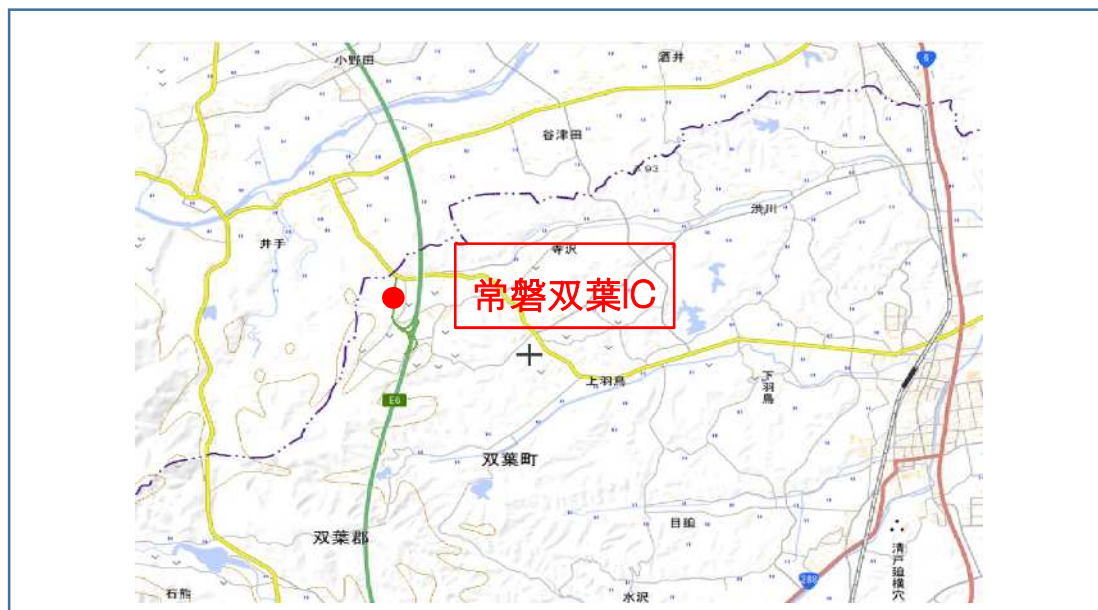 小野田
酒井
6
谷津田
93
渋川
井手
寺沢
常磐双葉IC
上羽鳥
下羽鳥
E6
双葉町
目廹
双葉郡
清戸廹横穴
288
石熊
水沢